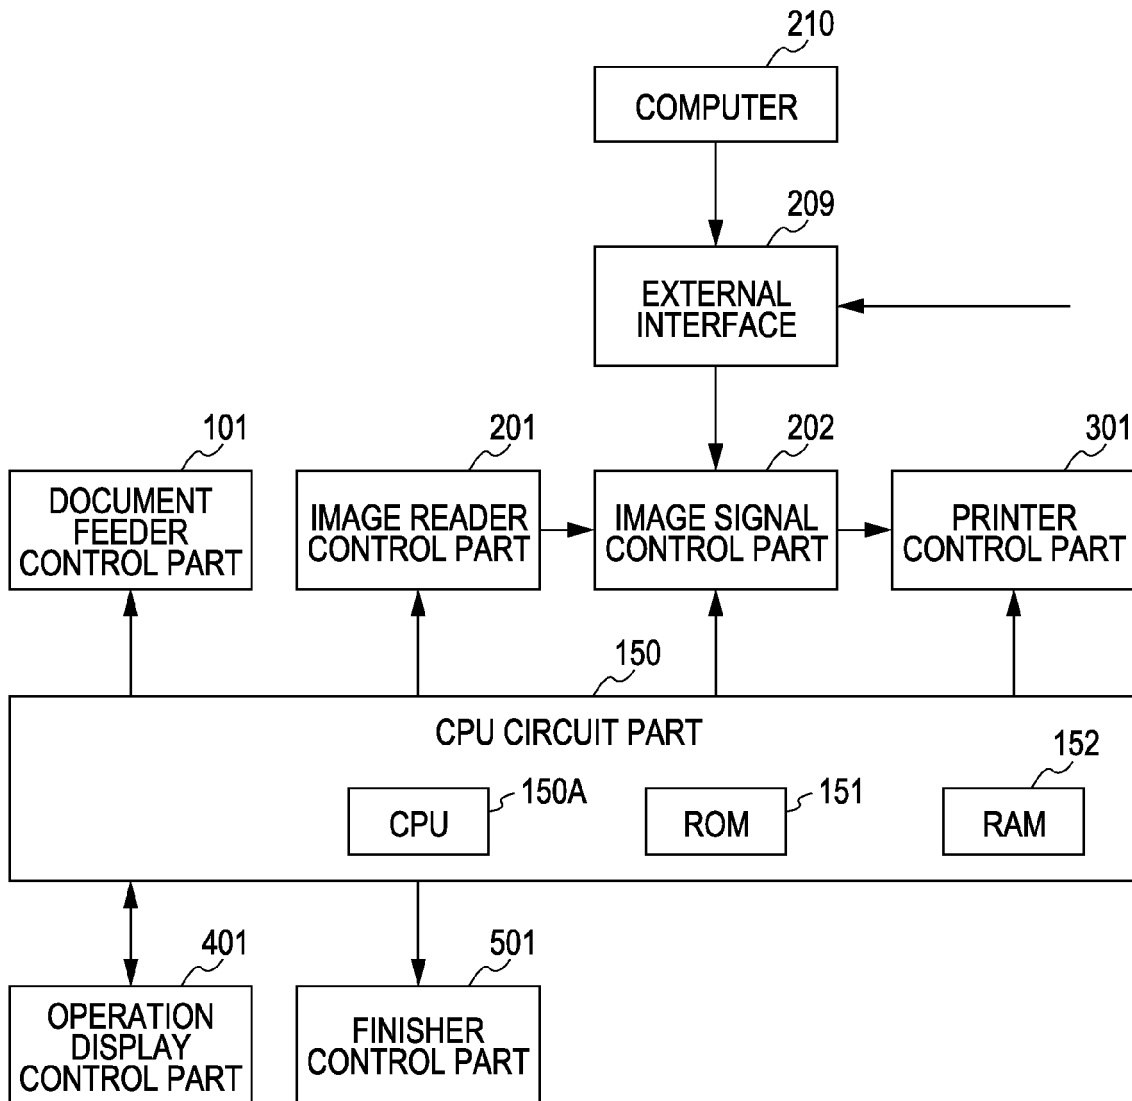 210
COMPUTER
209
EXTERNAL
INTERFACE
101
201
202
301
DOCUMENT
FEEDER
CONTROL PART
IMAGE READER
CONTROL PART
IMAGE SIGNAL
CONTROL PART
PRINTER
CONTROL PART
150
CPU CIRCUIT PART
150A
151
152
CPU
ROM
RAM
401
501
OPERATION
DISPLAY
CONTROL PART
FINISHER
CONTROL PART